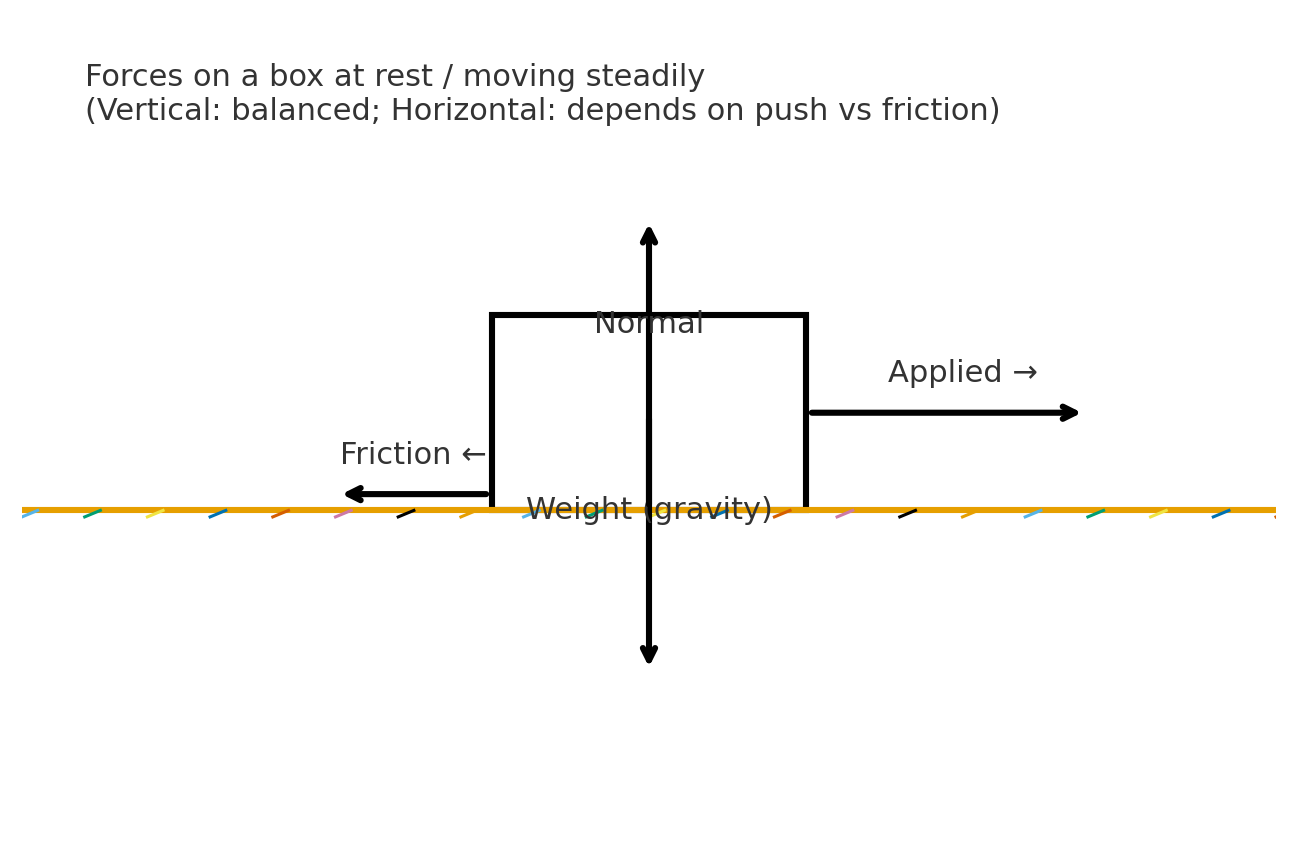 Forces on a box at rest / moving steadily
(Vertical: balanced; Horizontal: depends on push vs friction)
Normal
Applied →
Friction ←
Weight (gravity)